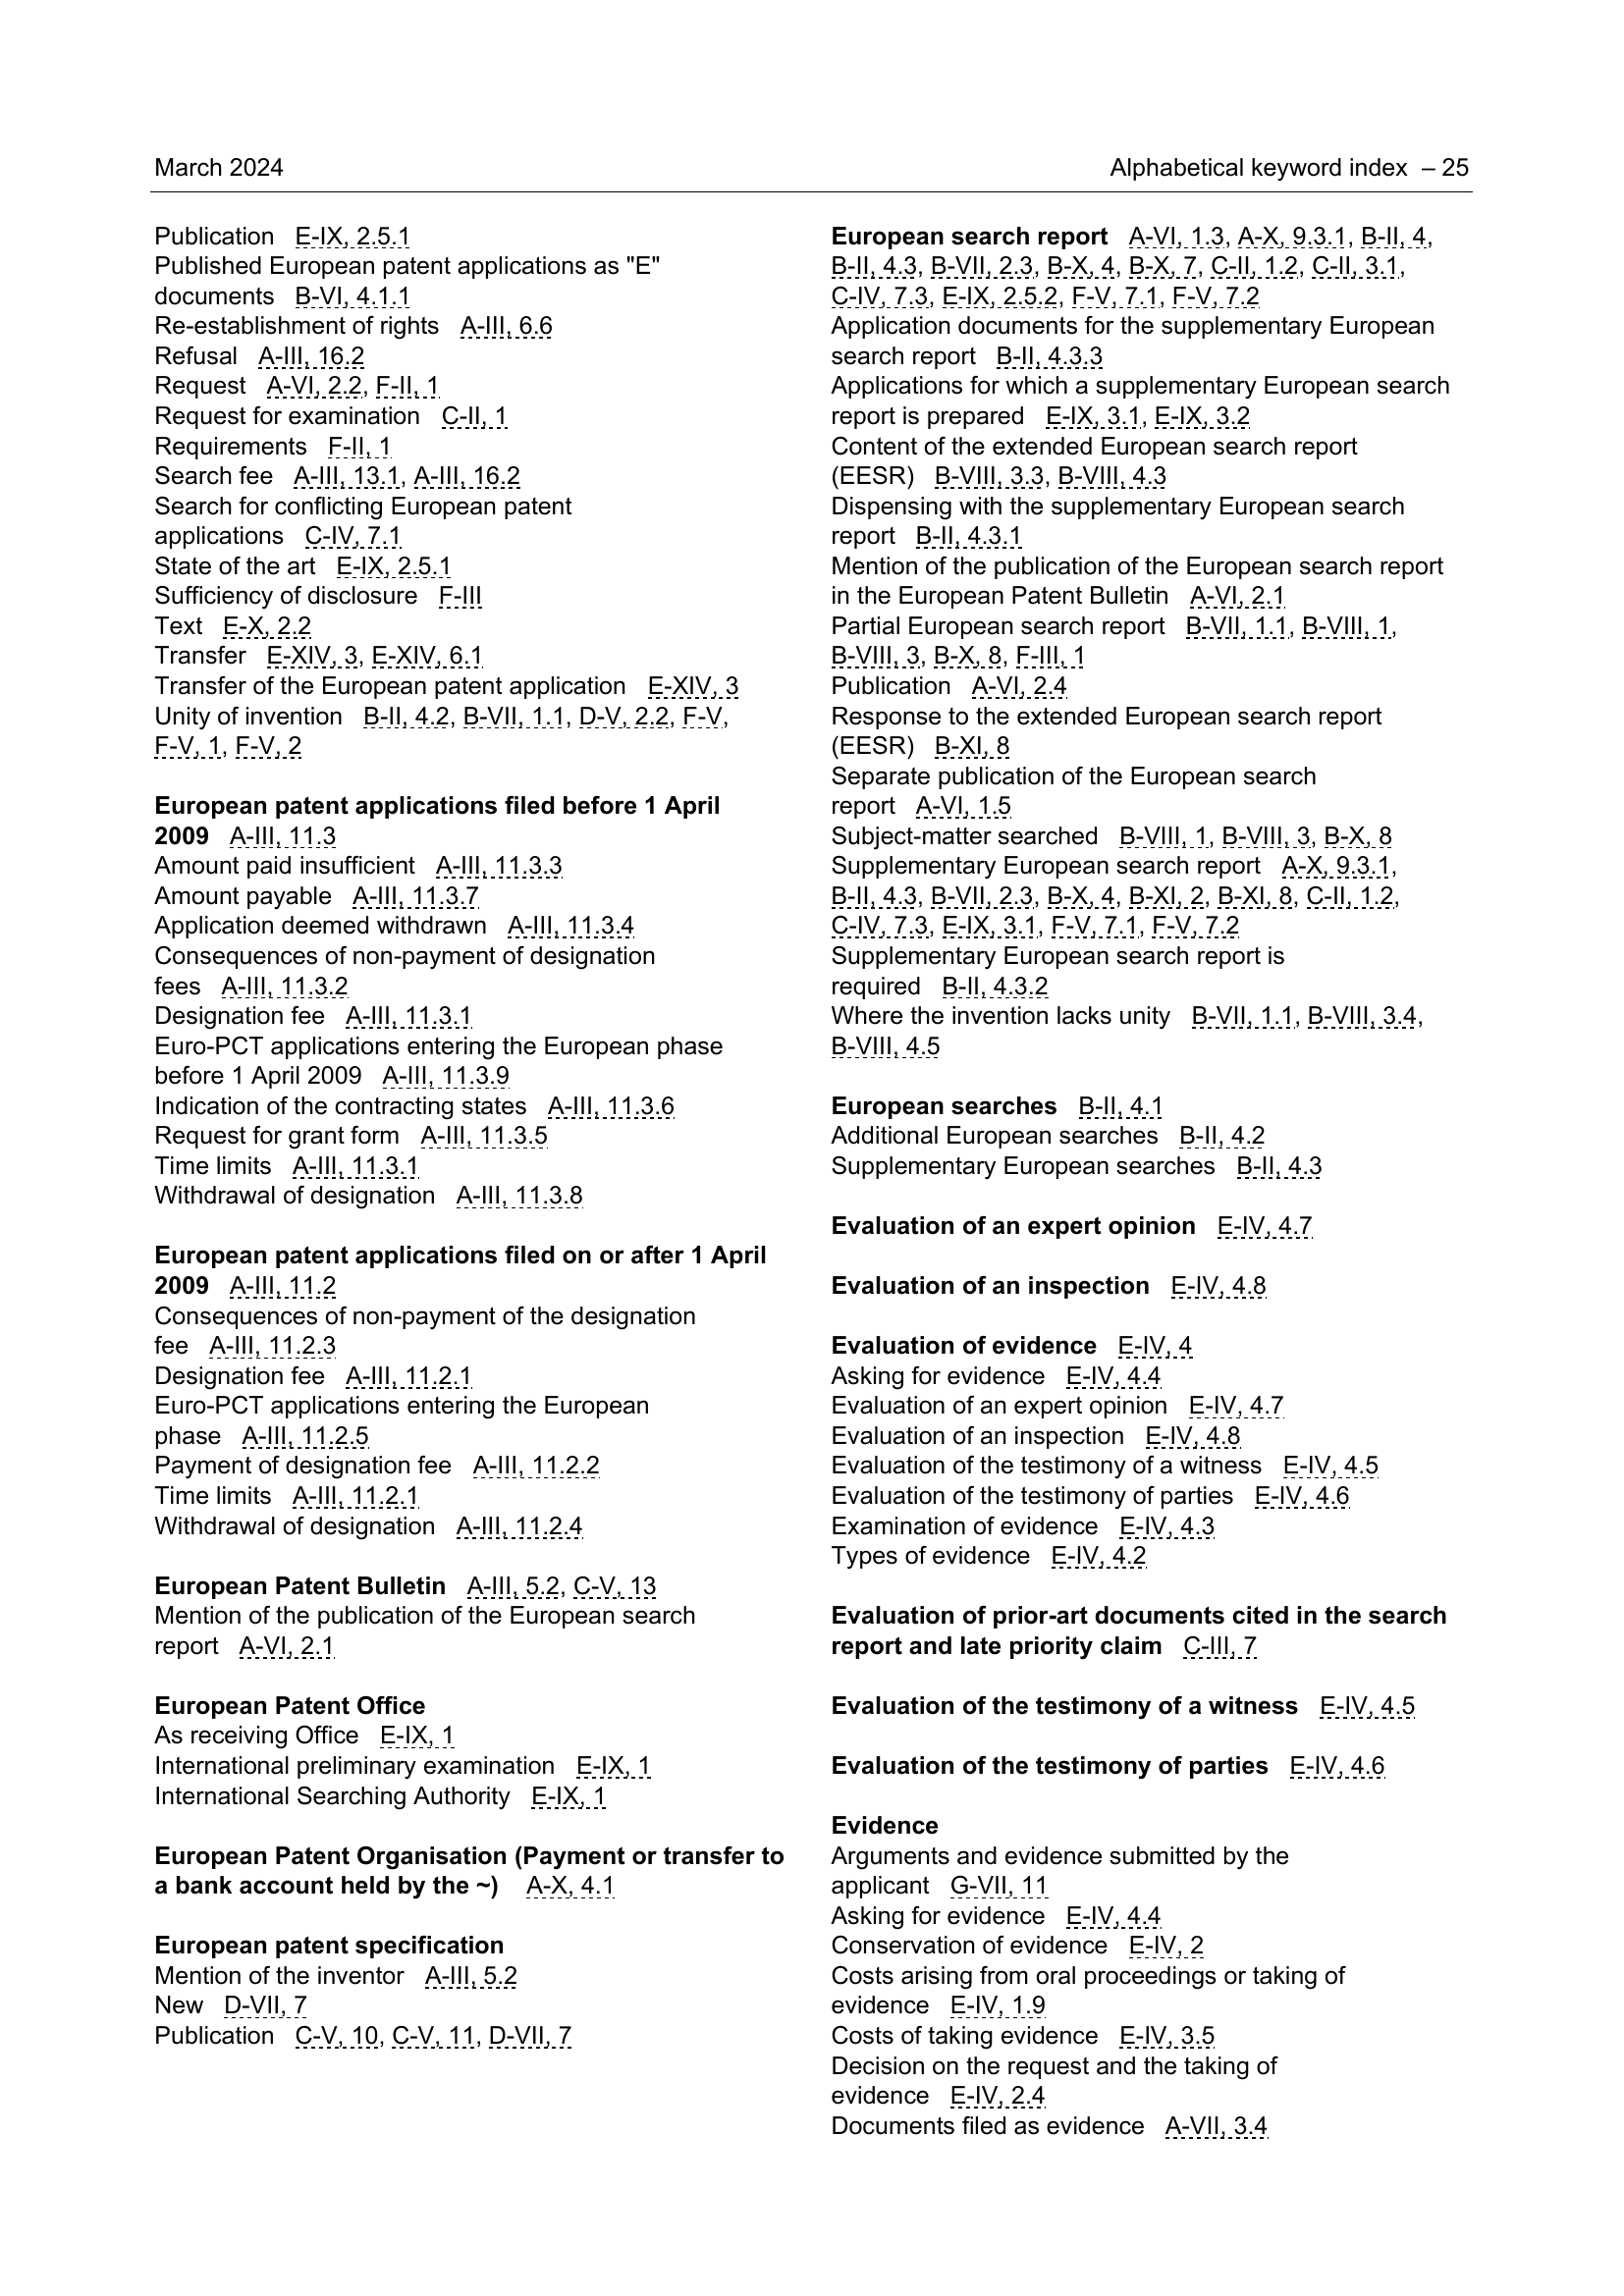 March 2024
Alphabetical keyword index – 25
Publication E-IX, 2.5.1
Published European patent applications as "E"
documents B-VI, 4.1.1
Re-establishment of rights A-III, 6.6
Refusal A-III, 16.2
Request A-VI, 2.2, F-II, 1
Request for examination C-II, 1
Requirements F-II, 1
Search fee A-III, 13.1, A-III, 16.2
Search for conflicting European patent
applications C-IV, 7.1
State of the art E-IX, 2.5.1
Sufficiency of disclosure F-III
Text E-X, 2.2
Transfer E-XIV, 3, E-XIV, 6.1
Transfer of the European patent application E-XIV, 3
Unity of invention B-II, 4.2, B-VII, 1.1, D-V, 2.2, F-V,
F-V, 1, F-V, 2
European patent applications filed before 1 April
2009 A-III, 11.3
Amount paid insufficient A-III, 11.3.3
Amount payable A-III, 11.3.7
Application deemed withdrawn A-III, 11.3.4
Consequences of non-payment of designation
fees A-III, 11.3.2
Designation fee A-III, 11.3.1
Euro-PCT applications entering the European phase
before 1 April 2009 A-III, 11.3.9
Indication of the contracting states A-III, 11.3.6
Request for grant form A-III, 11.3.5
Time limits A-III, 11.3.1
Withdrawal of designation A-III, 11.3.8
European patent applications filed on or after 1 April
2009 A-III, 11.2
Consequences of non-payment of the designation
fee A-III, 11.2.3
Designation fee A-III, 11.2.1
Euro-PCT applications entering the European
phase A-III, 11.2.5
Payment of designation fee A-III, 11.2.2
Time limits A-III, 11.2.1
Withdrawal of designation A-III, 11.2.4
European Patent Bulletin A-III, 5.2, C-V, 13
Mention of the publication of the European search
report A-VI, 2.1
European Patent Office
As receiving Office E-IX, 1
International preliminary examination E-IX, 1
International Searching Authority E-IX, 1
European Patent Organisation (Payment or transfer to
a bank account held by the ~) A-X, 4.1
European patent specification
Mention of the inventor A-III, 5.2
New D-VII, 7
Publication C-V, 10, C-V, 11, D-VII, 7
European search report A-VI, 1.3, A-X, 9.3.1, B-II, 4,
B-II, 4.3, B-VII, 2.3, B-X, 4, B-X, 7, C-II, 1.2, C-II, 3.1,
C-IV, 7.3, E-IX, 2.5.2, F-V, 7.1, F-V, 7.2
Application documents for the supplementary European
search report B-II, 4.3.3
Applications for which a supplementary European search
report is prepared E-IX, 3.1, E-IX, 3.2
Content of the extended European search report
(EESR) B-VIII, 3.3, B-VIII, 4.3
Dispensing with the supplementary European search
report B-II, 4.3.1
Mention of the publication of the European search report
in the European Patent Bulletin A-VI, 2.1
Partial European search report B-VII, 1.1, B-VIII, 1,
B-VIII, 3, B-X, 8, F-III, 1
Publication A-VI, 2.4
Response to the extended European search report
(EESR) B-XI, 8
Separate publication of the European search
report A-VI, 1.5
Subject-matter searched B-VIII, 1, B-VIII, 3, B-X, 8
Supplementary European search report A-X, 9.3.1,
B-II, 4.3, B-VII, 2.3, B-X, 4, B-XI, 2, B-XI, 8, C-II, 1.2,
C-IV, 7.3, E-IX, 3.1, F-V, 7.1, F-V, 7.2
Supplementary European search report is
required B-II, 4.3.2
Where the invention lacks unity B-VII, 1.1, B-VIII, 3.4,
B-VIII, 4.5
European searches B-II, 4.1
Additional European searches B-II, 4.2
Supplementary European searches B-II, 4.3
Evaluation of an expert opinion E-IV, 4.7
Evaluation of an inspection E-IV, 4.8
Evaluation of evidence E-IV, 4
Asking for evidence E-IV, 4.4
Evaluation of an expert opinion E-IV, 4.7
Evaluation of an inspection E-IV, 4.8
Evaluation of the testimony of a witness E-IV, 4.5
Evaluation of the testimony of parties E-IV, 4.6
Examination of evidence E-IV, 4.3
Types of evidence E-IV, 4.2
Evaluation of prior-art documents cited in the search
report and late priority claim C-III, 7
Evaluation of the testimony of a witness E-IV, 4.5
Evaluation of the testimony of parties E-IV, 4.6
Evidence
Arguments and evidence submitted by the
applicant G-VII, 11
Asking for evidence E-IV, 4.4
Conservation of evidence E-IV, 2
Costs arising from oral proceedings or taking of
evidence E-IV, 1.9
Costs of taking evidence E-IV, 3.5
Decision on the request and the taking of
evidence E-IV, 2.4
Documents filed as evidence A-VII, 3.4